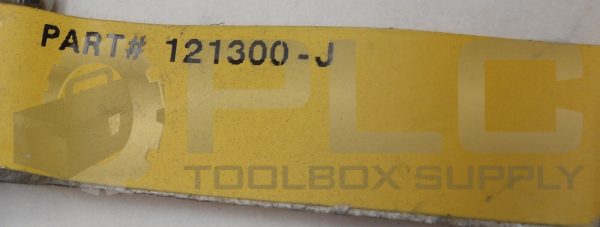 PART# 121300-J
PLC
TOOLBOX SUPPLY